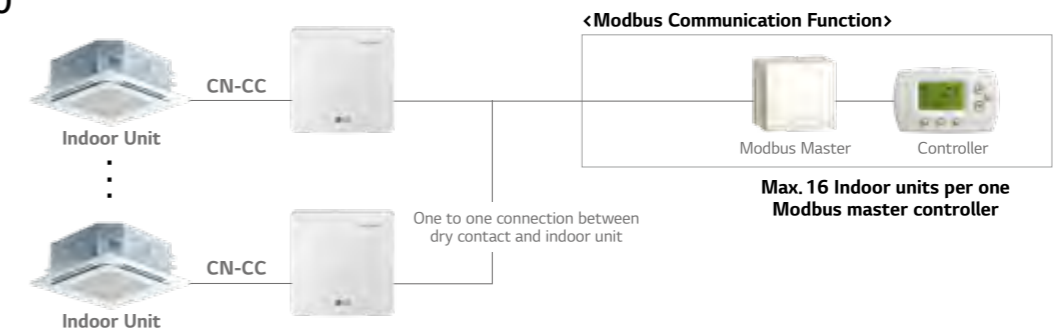 <Modbus Communication Function>
CN-CC
Indoor Unit
Modbus Master
Controller
Max. 16 Indoor units per one
Modbus master controller
One to one connection between
dry contact and indoor unit
CN-CC
Indoor Unit